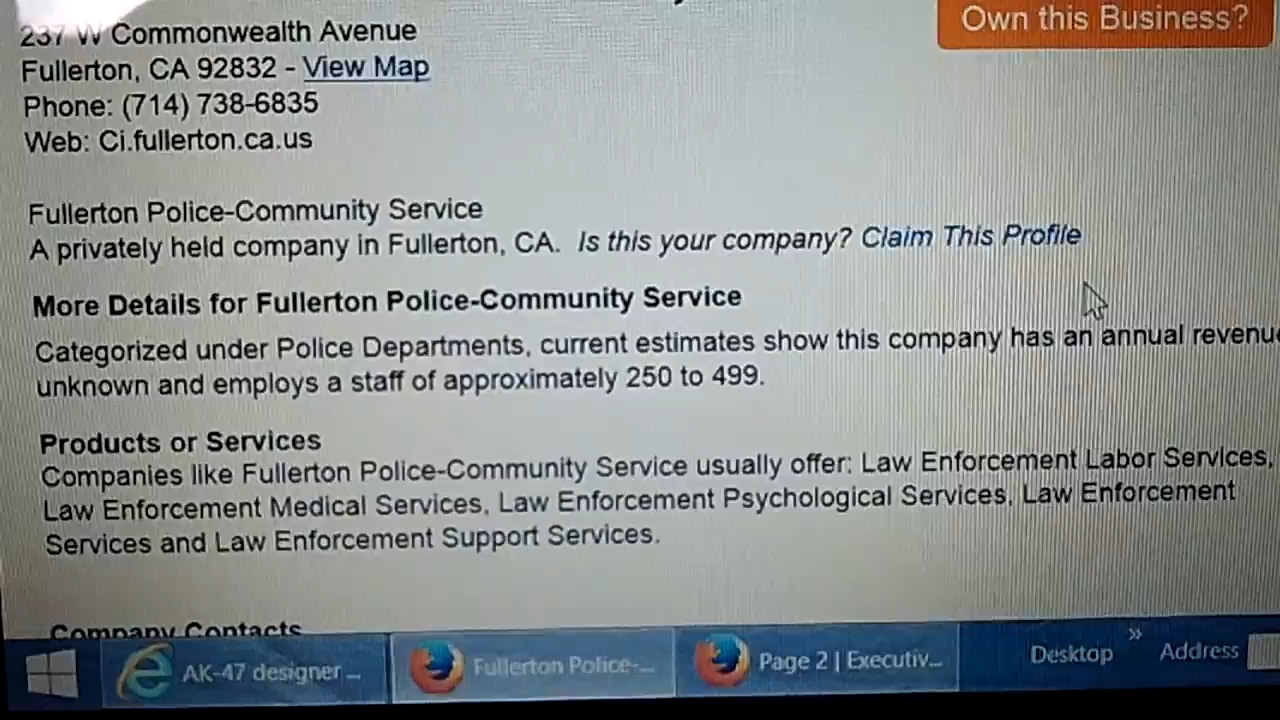 Own this Business?
237 W Commonwealth Avenue
Fullerton, CA 92832 - View Map
Phone: (714) 738-6835
Web: Ci.fullerton.ca.us
Fullerton Police-Community Service
A privately held company in Fullerton, CA. Is this your company? Claim This Profile
More Details for Fullerton Police-Community Service
Categorized under Police Departments, current estimates show this company has an annual revenue
unknown and employs a staff of approximately 250 to 499.
Products or Services
Companies like Fullerton Police-Community Service usually offer: Law Enforcement Labor Services,
Law Enforcement Medical Services, Law Enforcement Psychological Services, Law Enforcement
Services and Law Enforcement Support Services.
Company Contacts
AK-47 designer ...
Fullerton Police-...
Page 2 | Executiv...
Desktop
»
Address